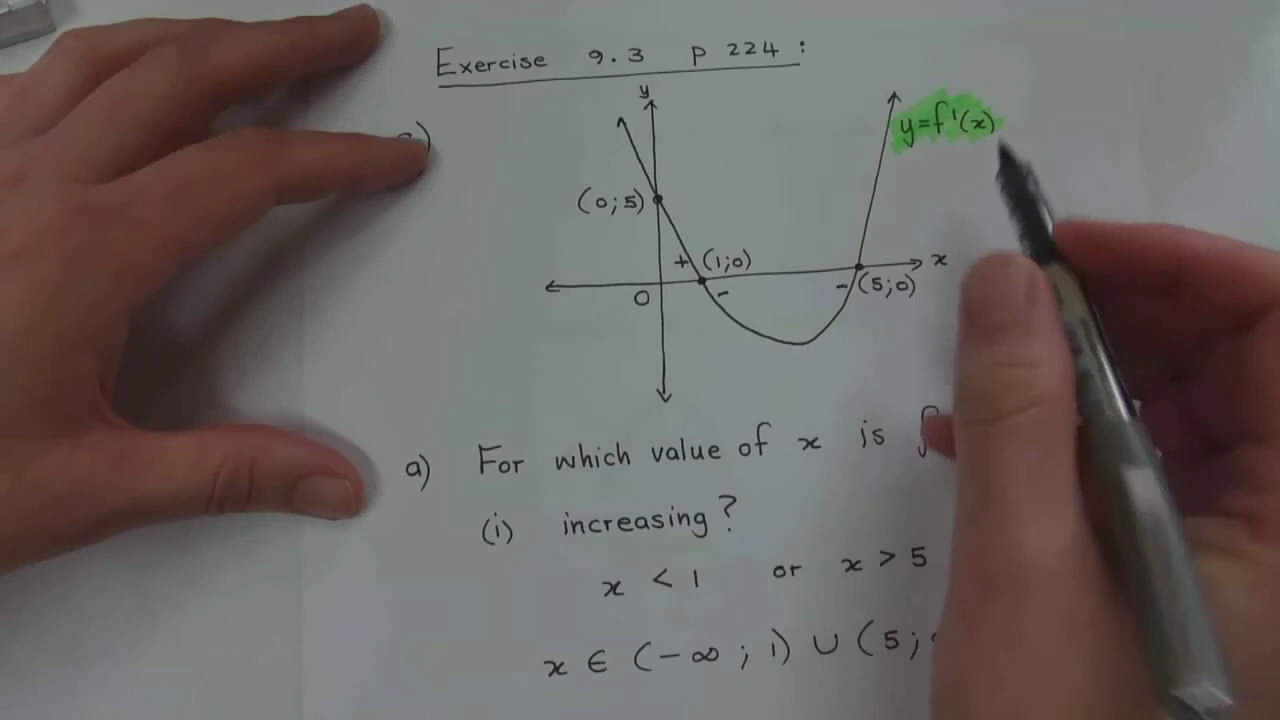 Exercise 9.3 p 224 :
y
y=f'(x)
(0;5)
+ (1;0)
x
0
-
- (5;0)
a) For which value of x is f
(i) increasing?
x < 1 or x > 5
x ∈ (-∞ ; 1) ∪ (5;